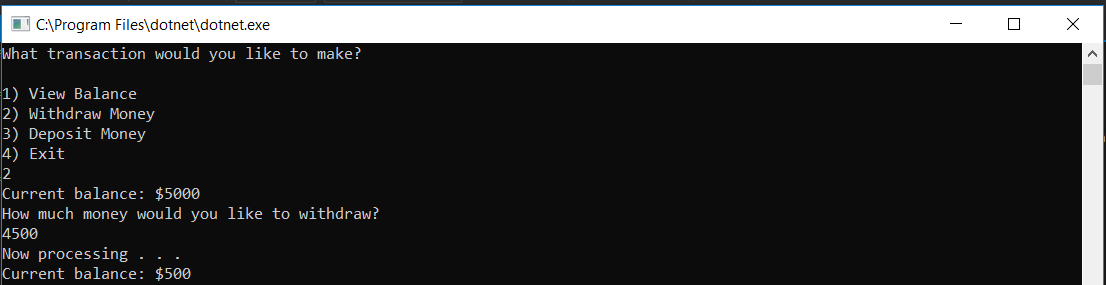 C:\Program Files\dotnet\dotnet.exe
What transaction would you like to make?
1) View Balance
2) Withdraw Money
3) Deposit Money
4) Exit
2
Current balance: $5000
How much money would you like to withdraw?
4500
Now processing . . .
Current balance: $500